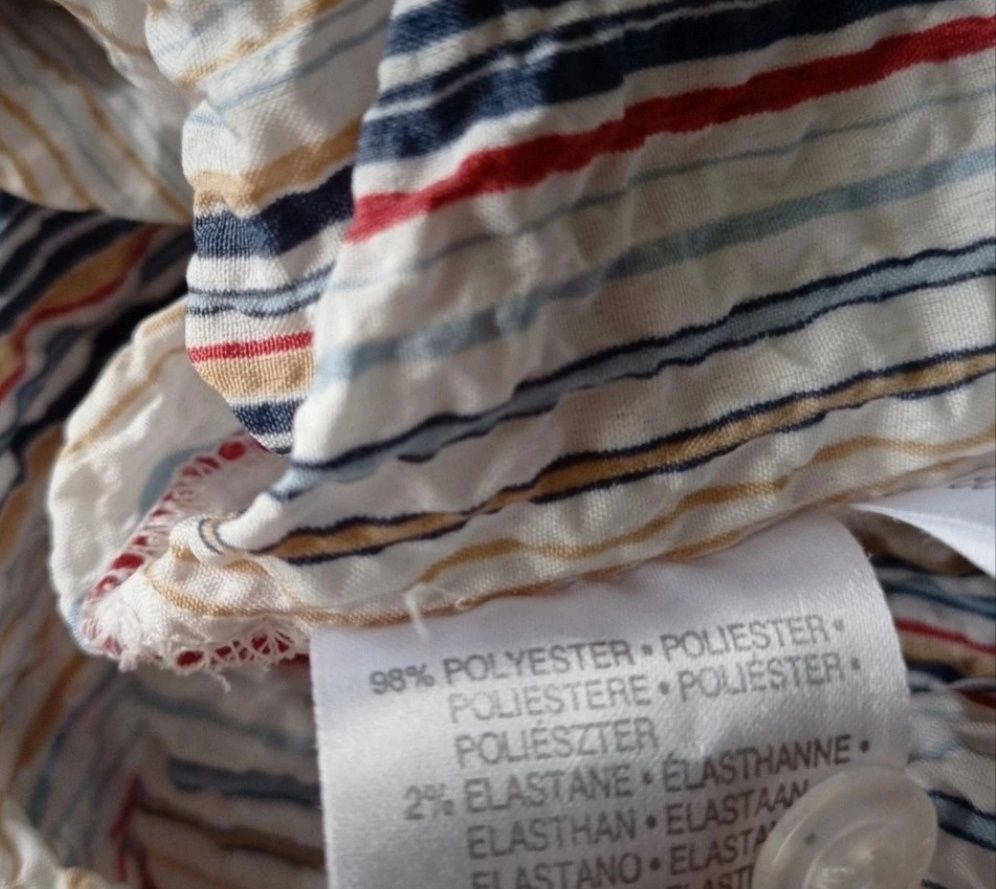 98% POLYESTER • POLIESTER •
POLIESTERE • POLIÉSTER •
POLIÉSZTER
2% ELASTANE • ÉLASTHANNE •
ELASTHAN • ELASTAAN
ELASTANO •